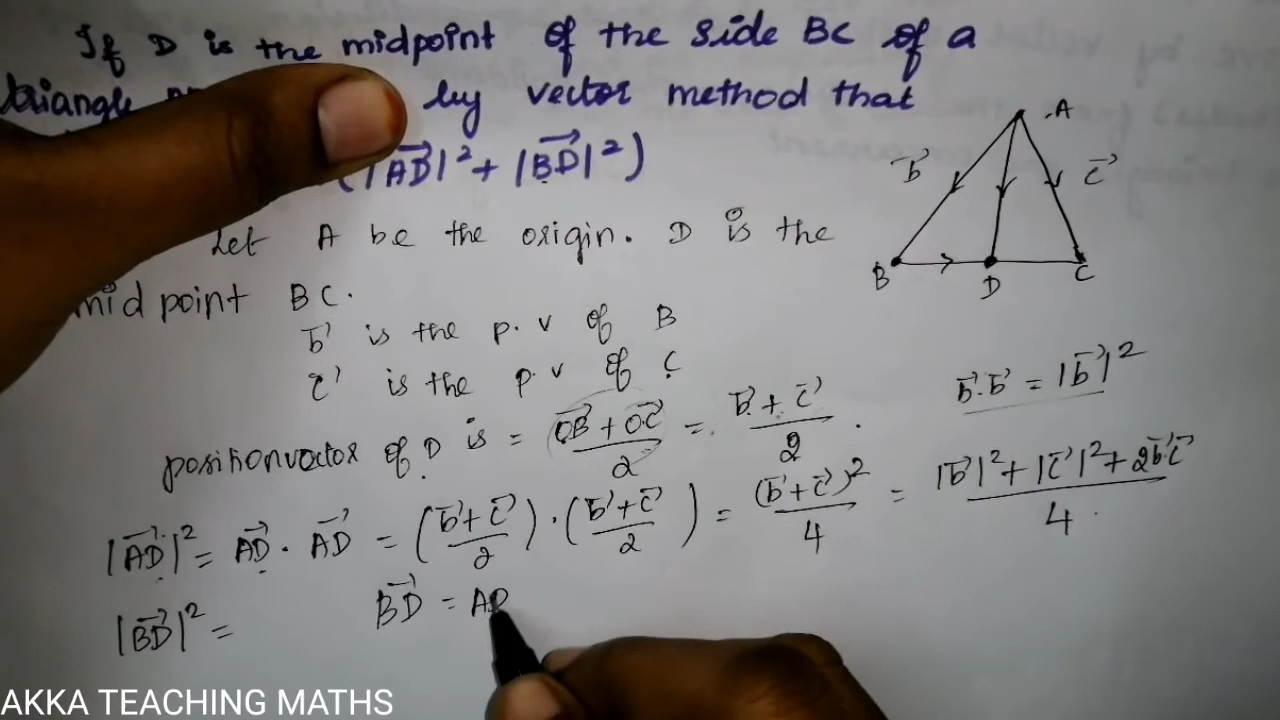 If D is the midpoint of the side BC of a
triangle by vector method that
(|AD⃗|² + |BD⃗|²)
Let A be the origin. D is the
mid point BC.
b⃗ is the p.v of B
c⃗ is the p.v of C
position vector of D is = (OB⃗ + OC⃗)/2 = (b⃗ + c⃗)/2 .
b⃗.b⃗ = |b⃗|²
|AD⃗|² = AD⃗ . AD⃗ = ((b⃗+c⃗)/2) . ((b⃗+c⃗)/2) = (b⃗+c⃗)²/4 = (|b⃗|² + |c⃗|² + 2b⃗c⃗)/4 .
|BD⃗|² = BD⃗ = AD
A
b⃗ c⃗
B D C
AKKA TEACHING MATHS